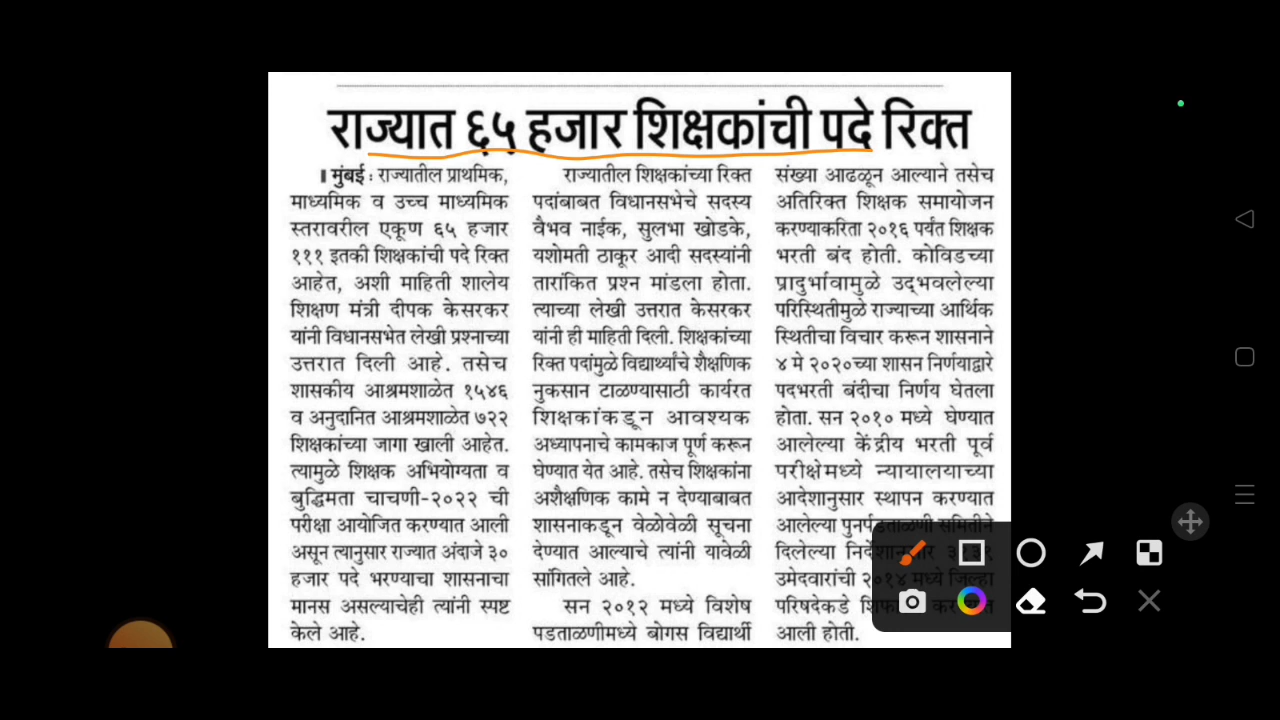 राज्यात ६५ हजार शिक्षकांची पदे रिक्त
॥ मुंबई : राज्यातील प्राथमिक,
माध्यमिक व उच्च माध्यमिक
स्तरावरील एकूण ६५ हजार
१११ इतकी शिक्षकांची पदे रिक्त
आहेत, अशी माहिती शालेय
शिक्षण मंत्री दीपक केसरकर
यांनी विधानसभेत लेखी प्रश्नाच्या
उत्तरात दिली आहे. तसेच
शासकीय आश्रमशाळेत १५४६
व अनुदानित आश्रमशाळेत ७२२
शिक्षकांच्या जागा खाली आहेत.
त्यामुळे शिक्षक अभियोग्यता व
बुद्धिमता चाचणी-२०२२ ची
परीक्षा आयोजित करण्यात आली
असून त्यानुसार राज्यात अंदाजे ३०
हजार पदे भरण्याचा शासनाचा
मानस असल्याचेही त्यांनी स्पष्ट
केले आहे.
राज्यातील शिक्षकांच्या रिक्त
पदांबाबत विधानसभेचे सदस्य
वैभव नाईक, सुलभा खोडके,
यशोमती ठाकूर आदी सदस्यांनी
तारांकित प्रश्न मांडला होता.
त्याच्या लेखी उत्तरात केसरकर
यांनी ही माहिती दिली. शिक्षकांच्या
रिक्त पदांमुळे विद्यार्थ्यांचे शैक्षणिक
नुकसान टाळण्यासाठी कार्यरत
शिक्षकांकडून आवश्यक
अध्यापनाचे कामकाज पूर्ण करून
घेण्यात येत आहे. तसेच शिक्षकांना
अशैक्षणिक कामे न देण्याबाबत
शासनाकडून वेळोवेळी सूचना
देण्यात आल्याचे त्यांनी यावेळी
सांगितले आहे.
सन २०१२ मध्ये विशेष
पडताळणीमध्ये बोगस विद्यार्थी
संख्या आढळून आल्याने तसेच
अतिरिक्त शिक्षक समायोजन
करण्याकरिता २०१६ पर्यंत शिक्षक
भरती बंद होती. कोविडच्या
प्रादुर्भावामुळे उद्भवलेल्या
परिस्थितीमुळे राज्याच्या आर्थिक
स्थितीचा विचार करून शासनाने
४ मे २०२०च्या शासन निर्णयाद्वारे
पदभरती बंदीचा निर्णय घेतला
होता. सन २०१० मध्ये घेण्यात
आलेल्या केंद्रीय भरती पूर्व
परीक्षेमध्ये न्यायालयाच्या
आदेशानुसार स्थापन करण्यात
आलेल्या पुनर्पडताळणी समितीने
दिलेल्या निर्देशानुसार
उमेदवारांची २०१४ मध्ये जिल्हा
परिषदेकडे
आली होती.